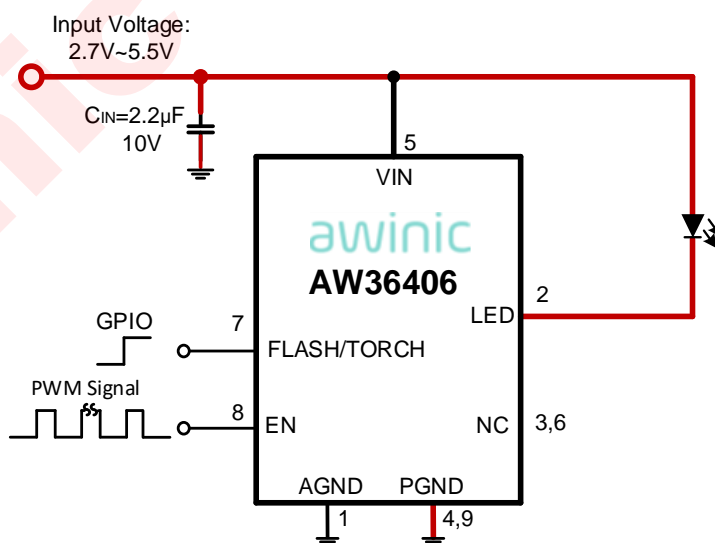 Input Voltage:
2.7V~5.5V
CIN=2.2μF
10V
5
VIN
awinic
AW36406
2
LED
GPIO
7
FLASH/TORCH
PWM Signal
8
EN
NC
3,6
AGND
PGND
1
4,9